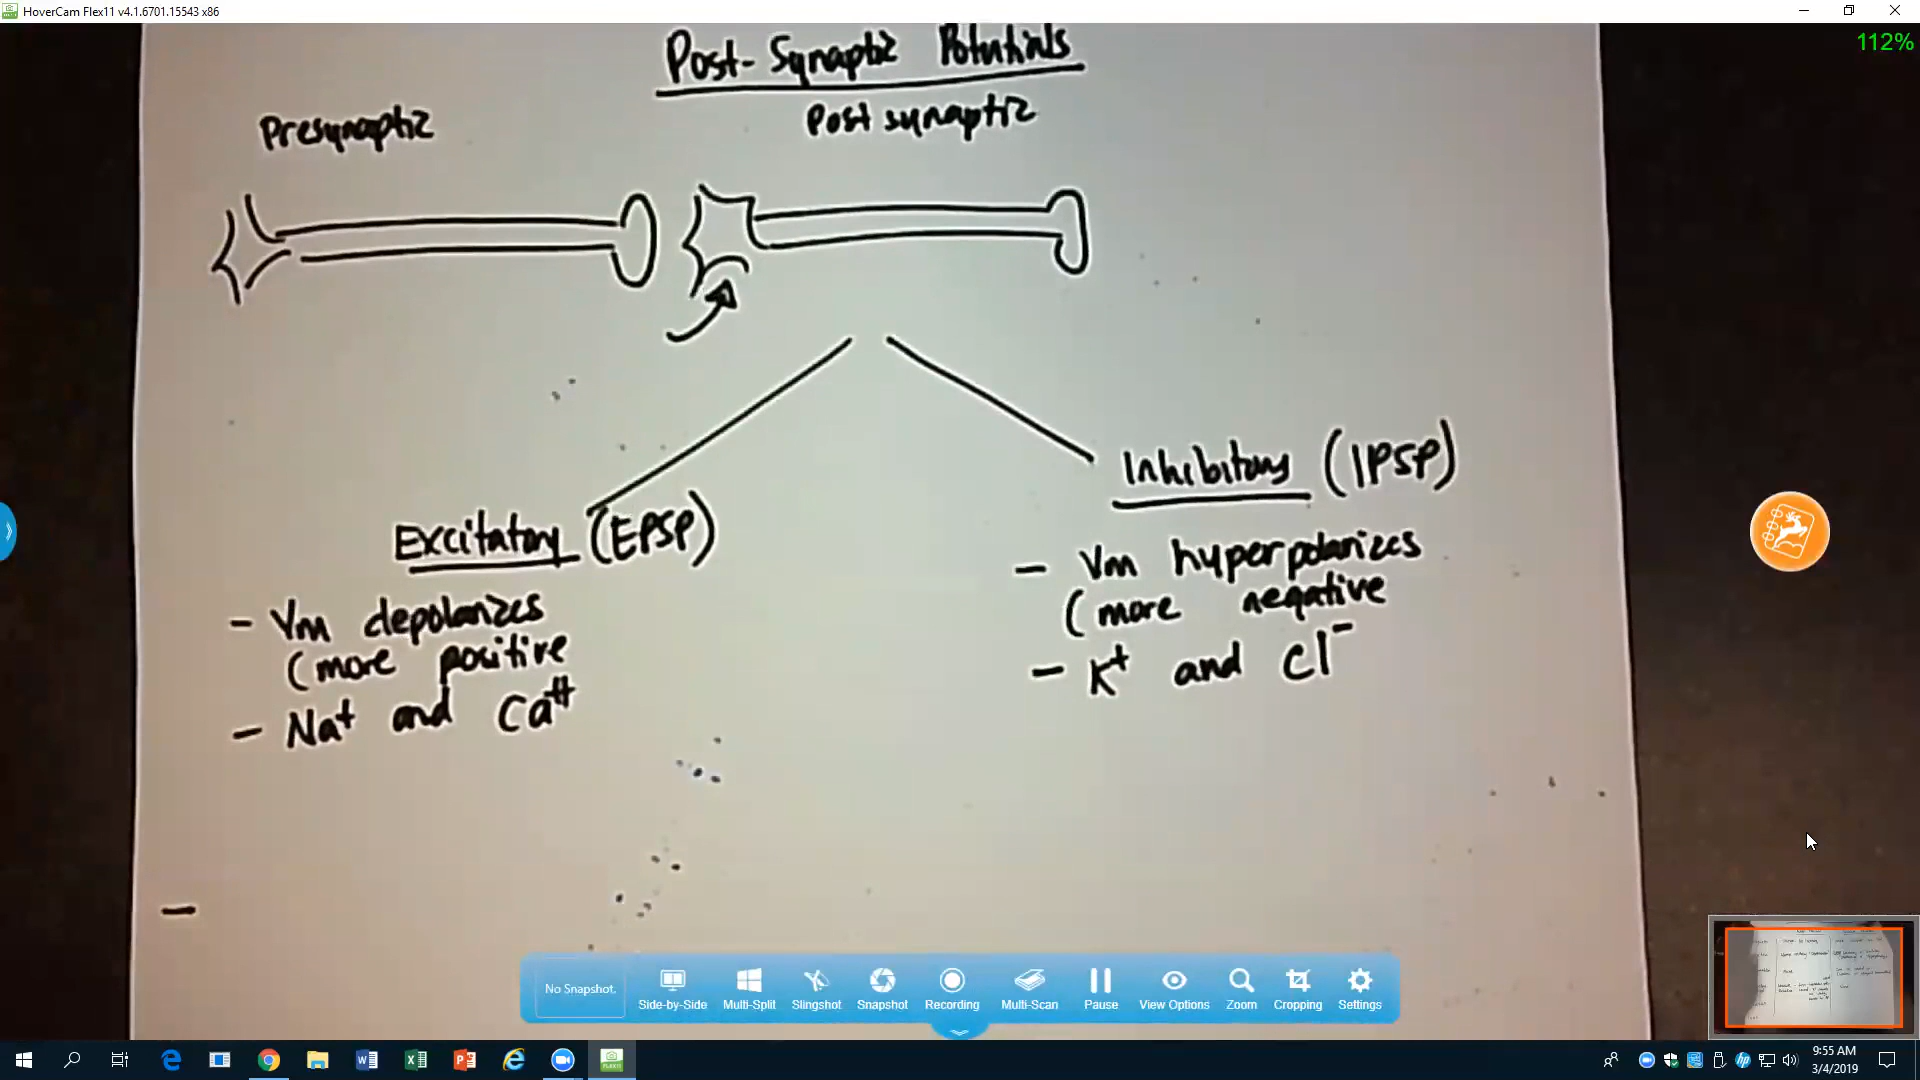 HoverCam Flex11 v4.1.6701.15543 x86
112%
Post-Synaptic Potentials
Presynaptic
Postsynaptic
Excitatory (EPSP)
- Vm depolarizes
(more positive
- Na+ and Ca++
Inhibitory (IPSP)
- Vm hyperpolarizes
(more negative
- K+ and Cl-
-
No Snapshot.
Side-by-Side
Multi-Split
Slingshot
Snapshot
Recording
Multi-Scan
Pause
View Options
Zoom
Cropping
Settings
9:55 AM
3/4/2019